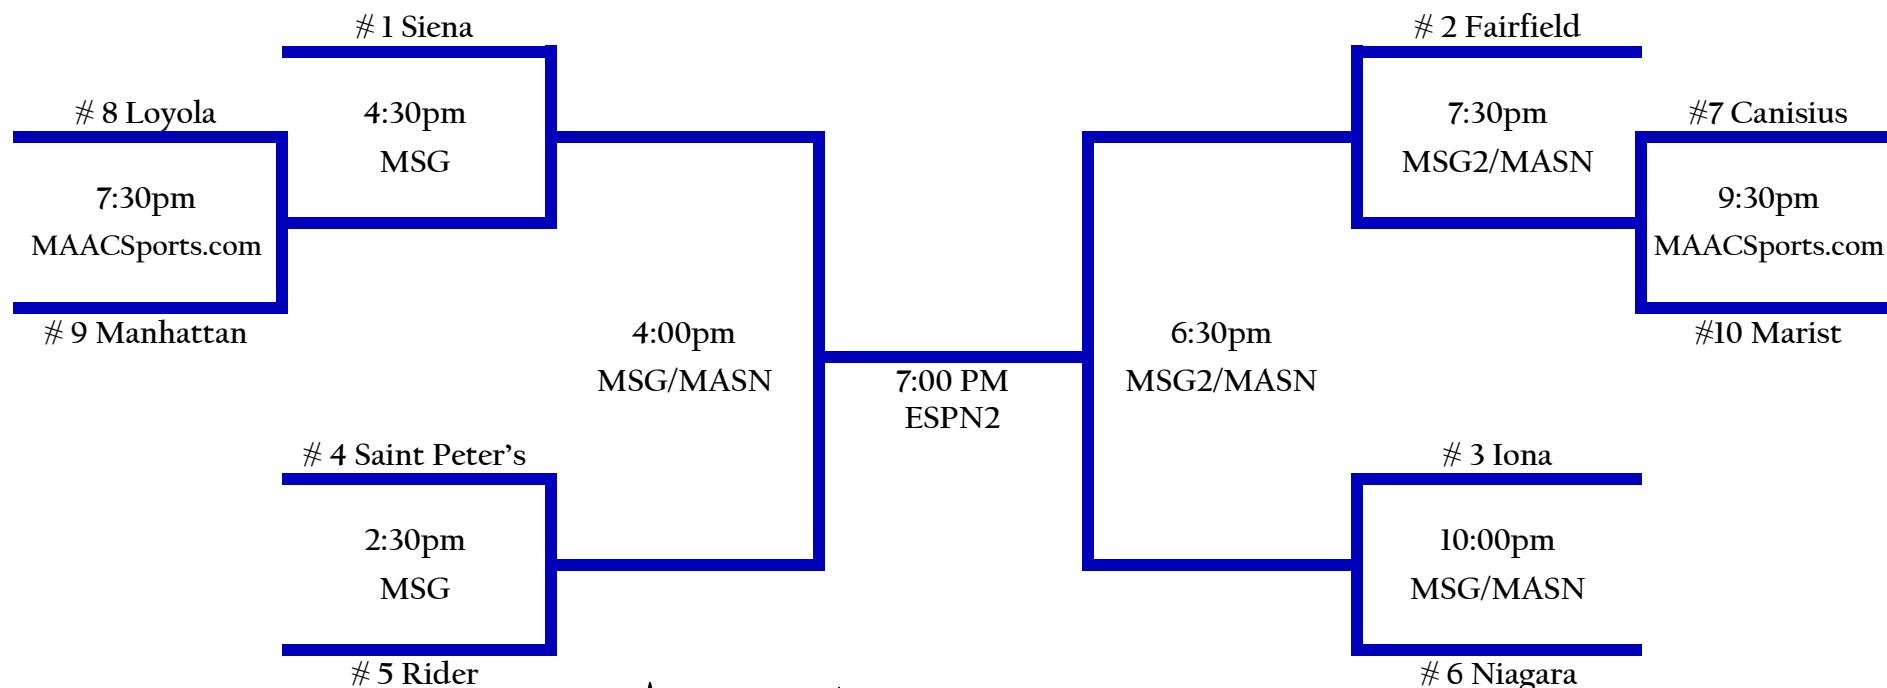 # 1 Siena
# 8 Loyola
4:30pm
MSG
7:30pm
MAACSports.com
# 9 Manhattan
4:00pm
MSG/MASN
# 4 Saint Peter's
2:30pm
MSG
# 5 Rider
7:00 PM
ESPN2
# 2 Fairfield
7:30pm
MSG2/MASN
#7 Canisius
9:30pm
MAACSports.com
#10 Marist
6:30pm
MSG2/MASN
# 3 Iona
10:00pm
MSG/MASN
# 6 Niagara